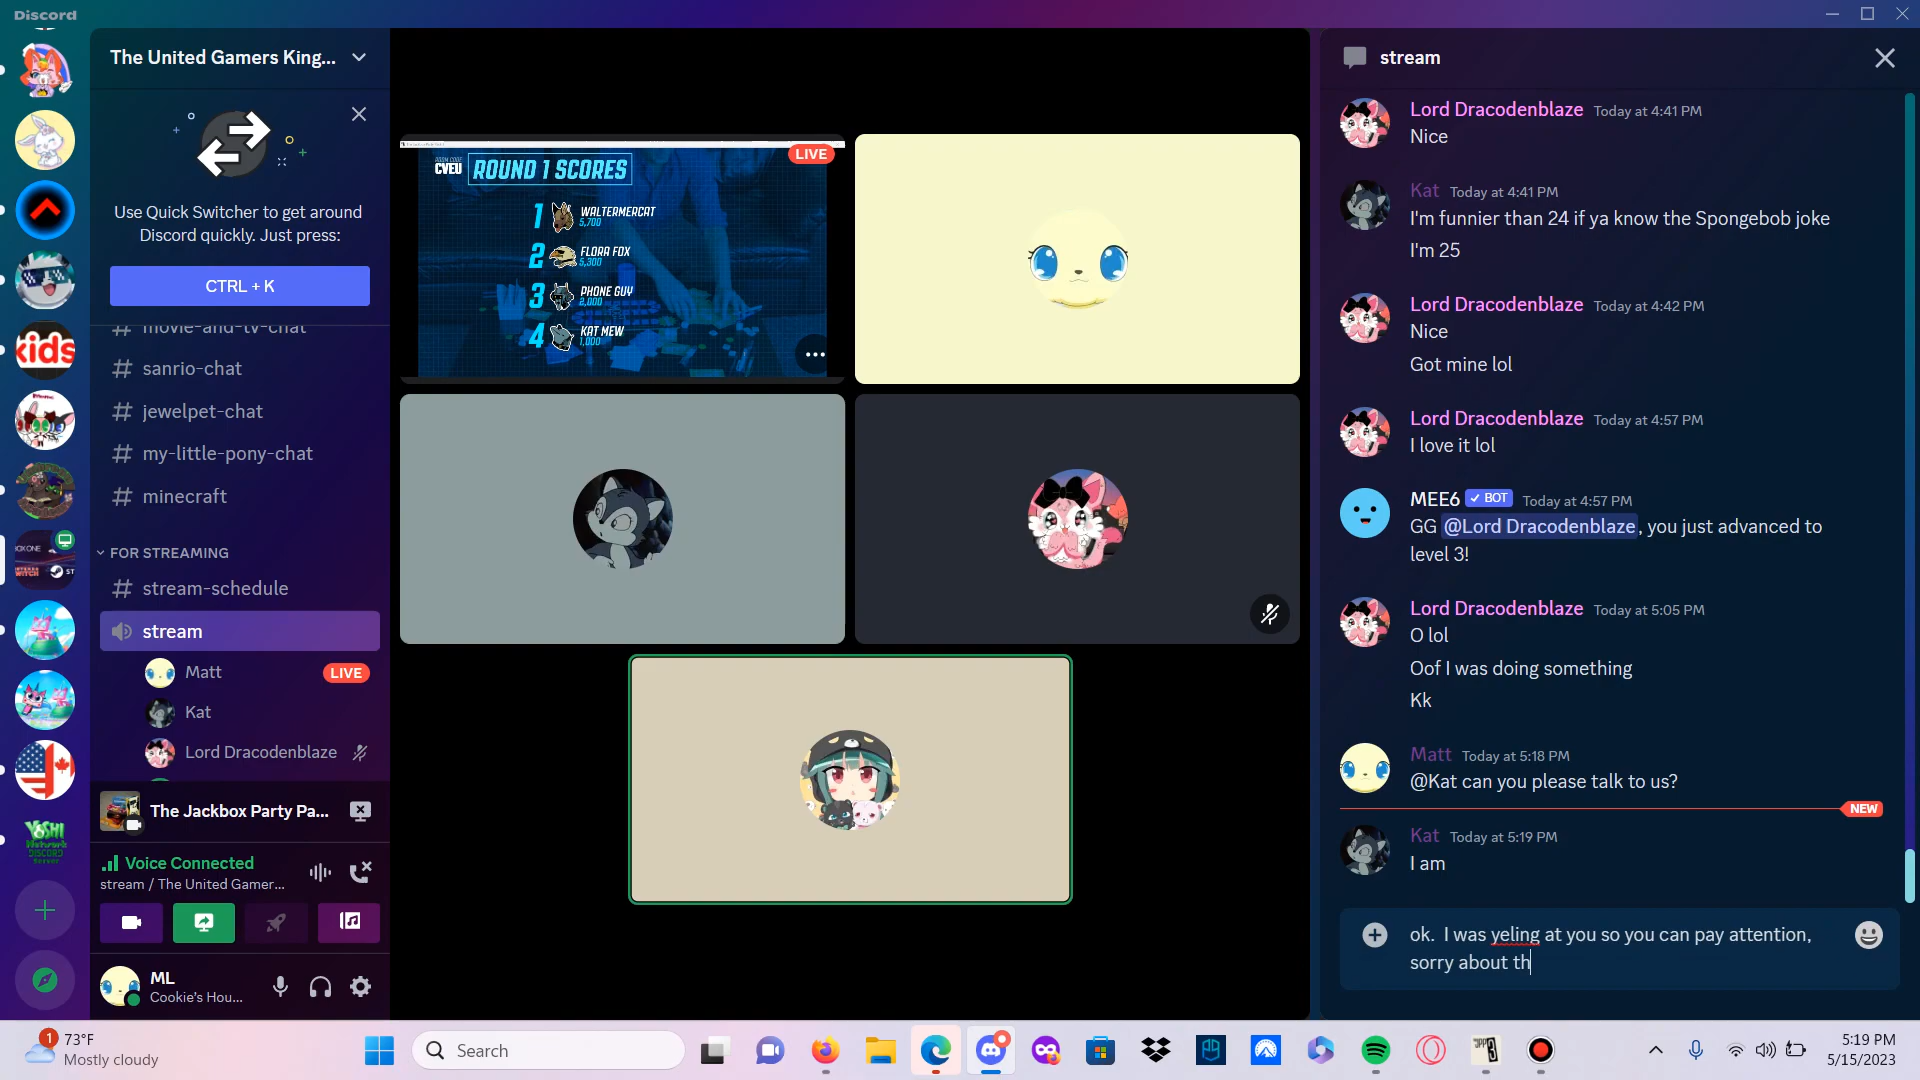 Discord
The United Gamers King...
Use Quick Switcher to get around
Discord quickly. Just press:
CTRL + K
movie-and-tv-chat
sanrio-chat
jewelpet-chat
my-little-pony-chat
minecraft
FOR STREAMING
stream-schedule
stream
Matt
LIVE
Kat
Lord Dracodenblaze
The Jackbox Party Pa...
Voice Connected
stream / The United Gamer...
ML
Cookie's Hou...
kids
YOSHI
NETWORK
DISCORD
Server
ROOM CODE
CVEU
ROUND 1 SCORES
LIVE
1 WALTERMERCAT
5,700
2 FLORA FOX
5,300
3 PHONE GUY
2,000
4 KAT MEW
1,000
stream
Lord Dracodenblaze Today at 4:41 PM
Nice
Kat Today at 4:41 PM
I'm funnier than 24 if ya know the Spongebob joke
I'm 25
Lord Dracodenblaze Today at 4:42 PM
Nice
Got mine lol
Lord Dracodenblaze Today at 4:57 PM
I love it lol
MEE6 ✓ BOT Today at 4:57 PM
GG @Lord Dracodenblaze, you just advanced to
level 3!
Lord Dracodenblaze Today at 5:05 PM
O lol
Oof I was doing something
Kk
Matt Today at 5:18 PM
@Kat can you please talk to us?
NEW
Kat Today at 5:19 PM
I am
ok.  I was yeling at you so you can pay attention,
sorry about th
1
73°F
Mostly cloudy
Search
5:19 PM
5/15/2023